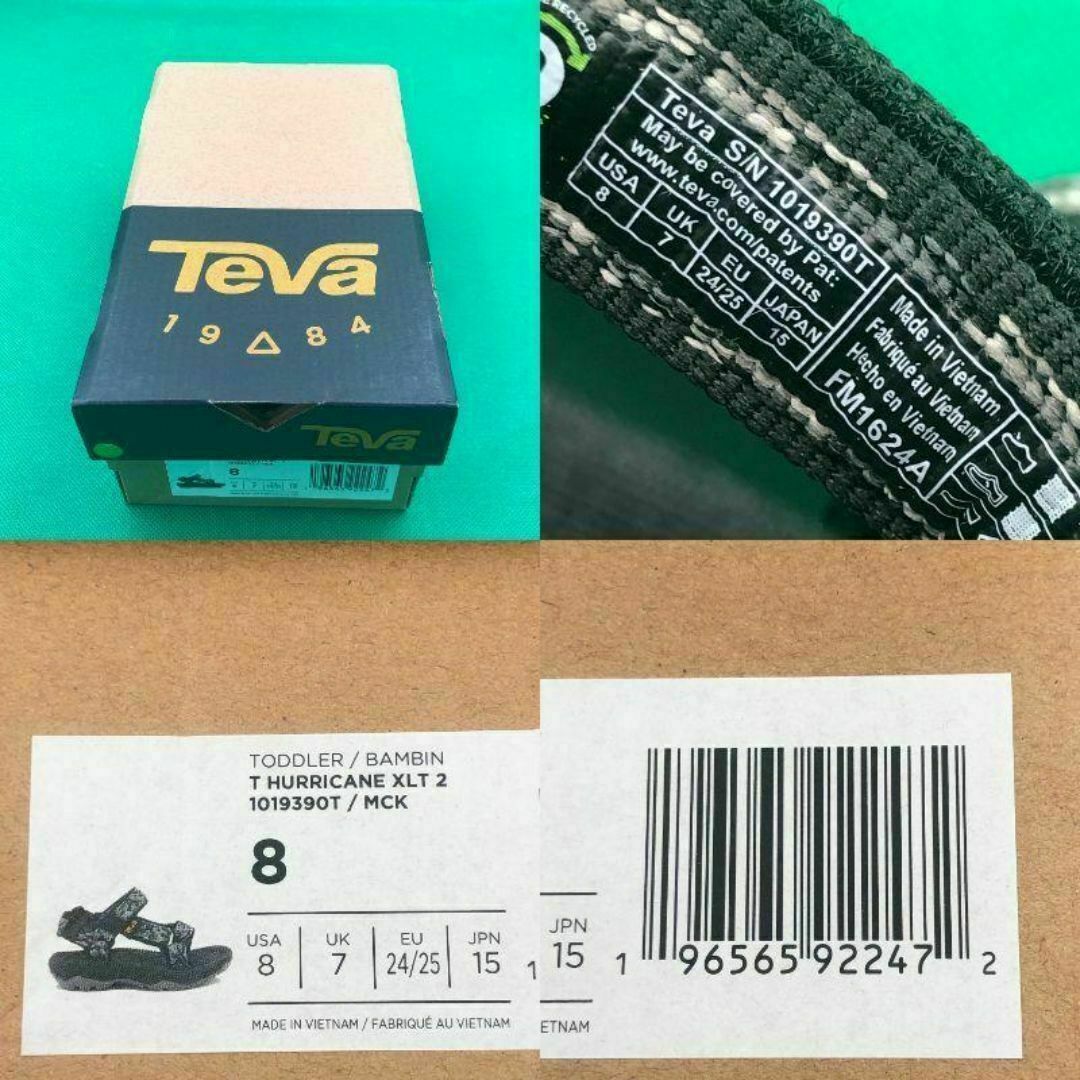 Teva
19 84
Teva
8
RECYCLED
Teva S/N 1019390T
May be covered by Pat:
www.teva.com/patents
USA UK EU JAPAN
8 7 24/25 15
Made in Vietnam
Fabriqué au Vietnam
Hecho en Vietnam
FM1624A
TODDLER / BAMBIN
T HURRICANE XLT 2
1019390T / MCK
8
USA UK EU JPN
8 7 24/25 15 1
MADE IN VIETNAM / FABRIQUÉ AU VIETNAM
JPN
15
ETNAM
1 96565 92247 2